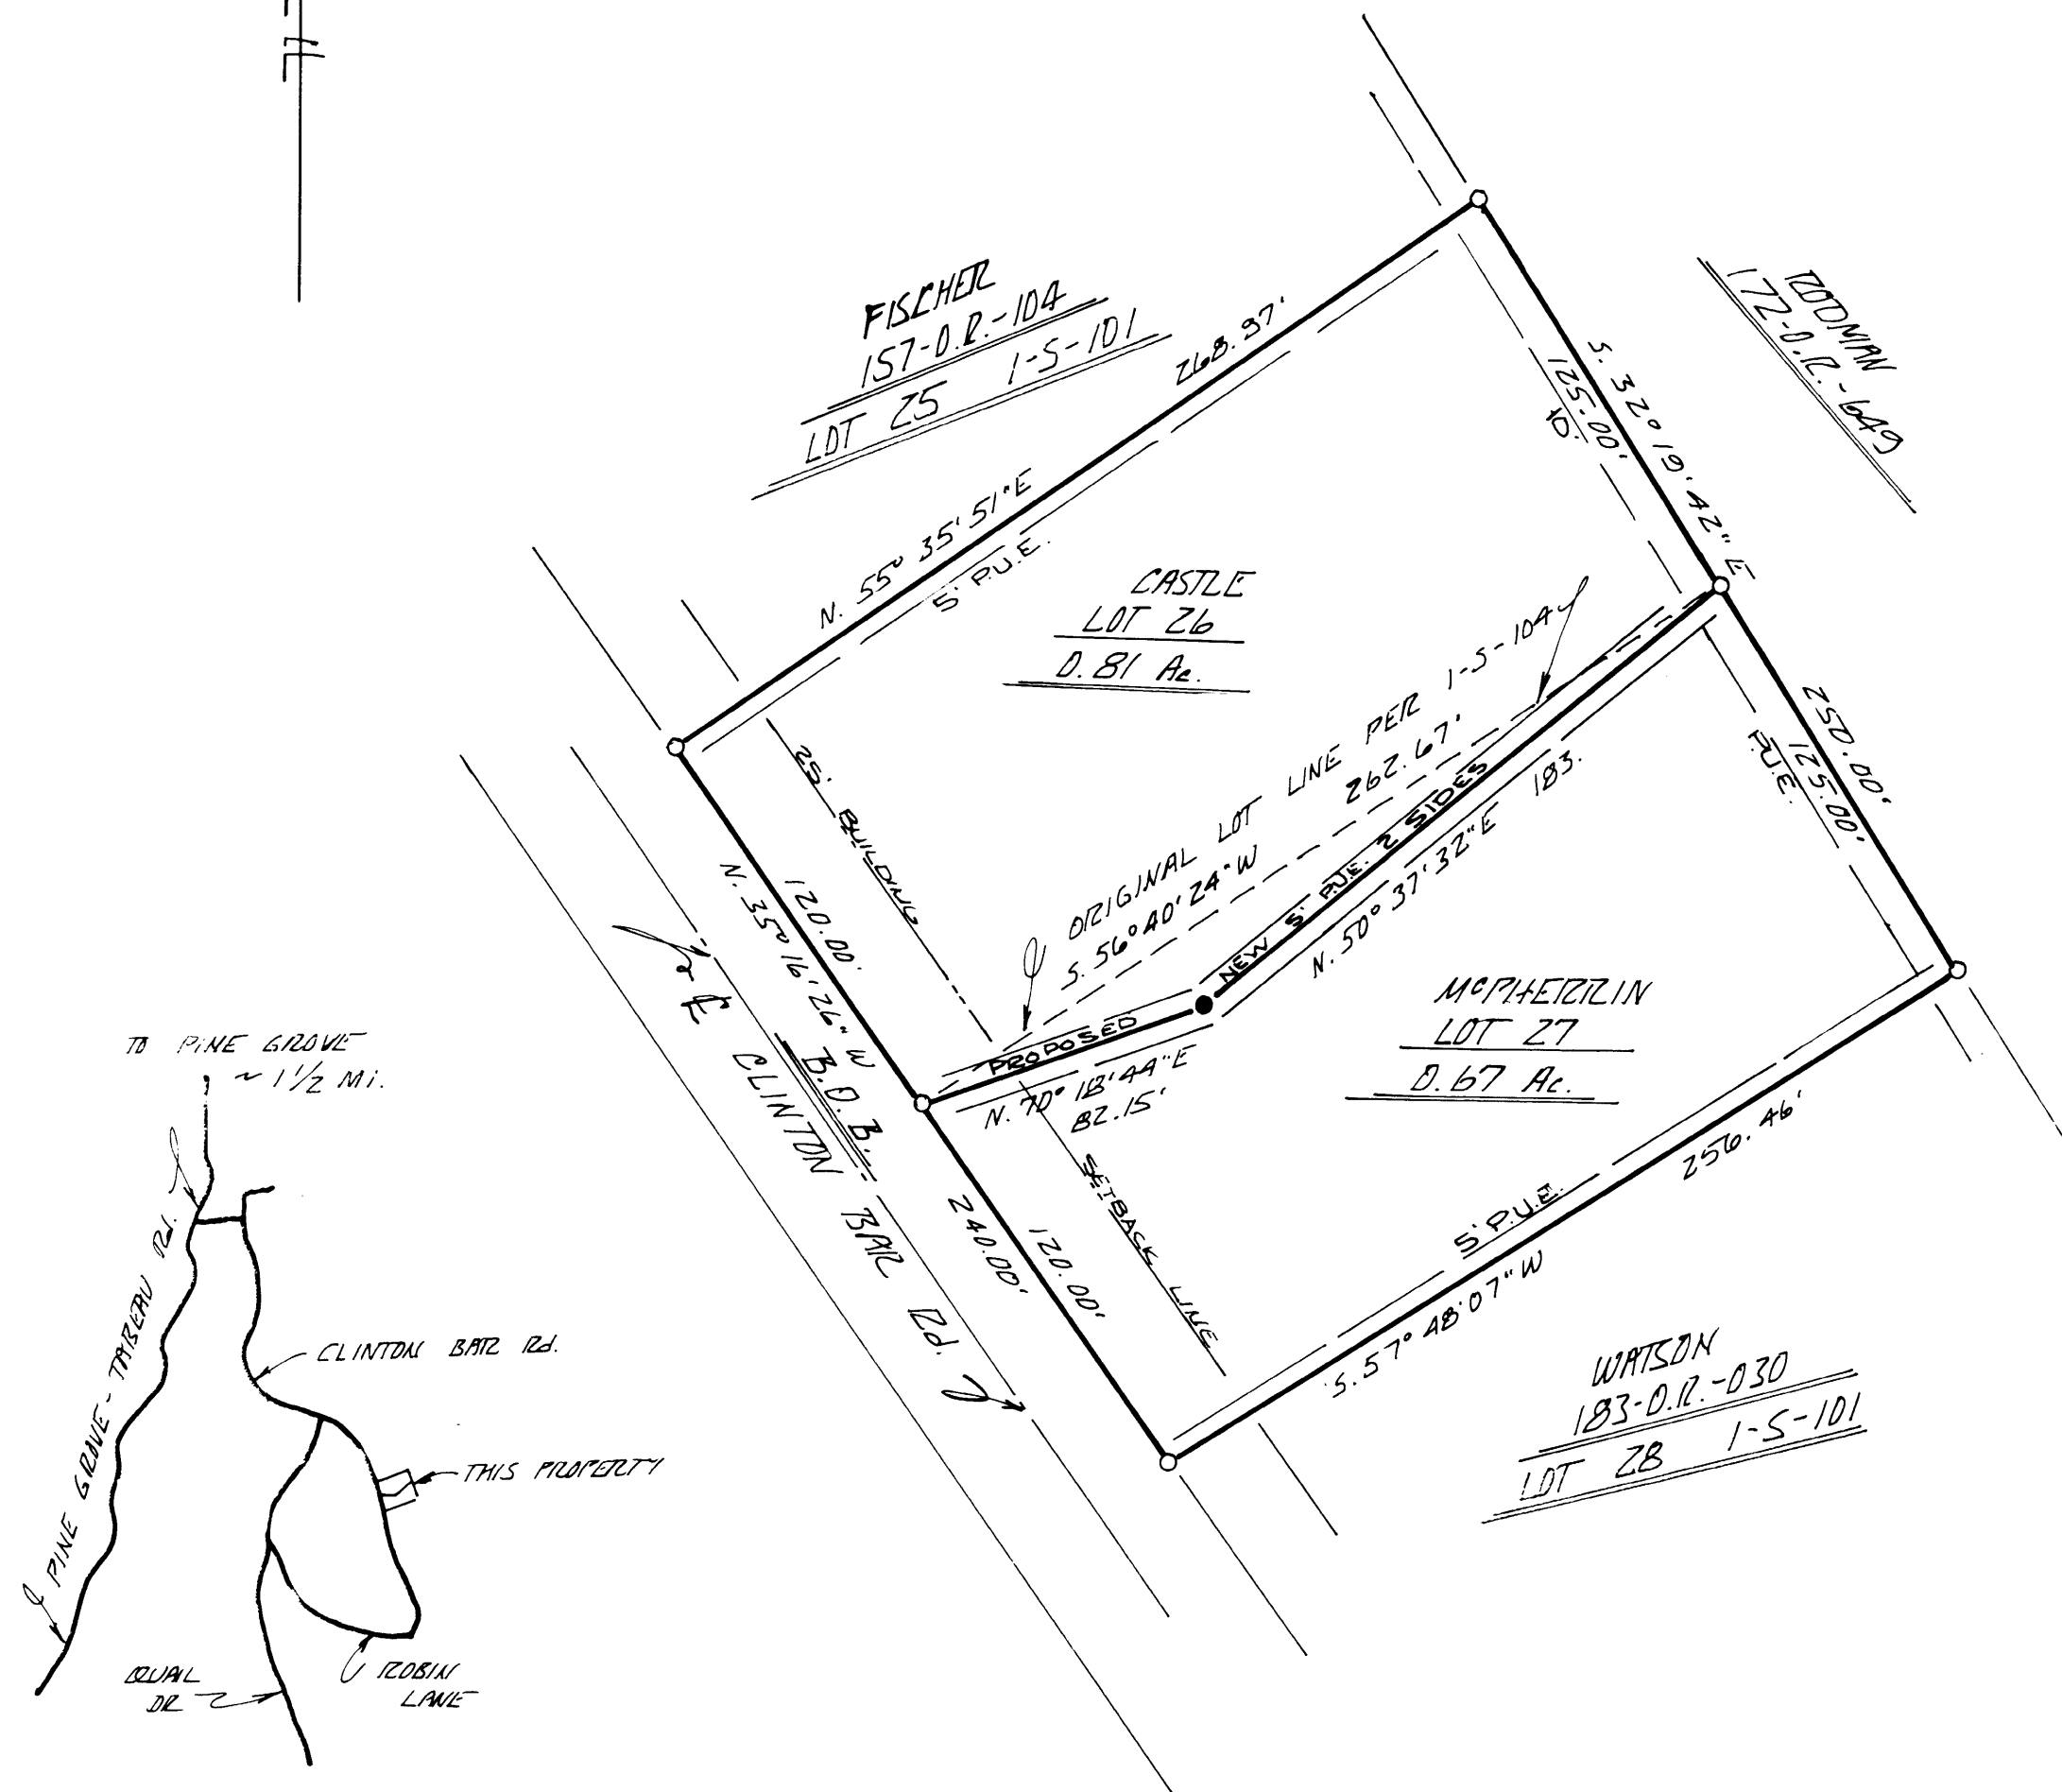 FISCHER
157-O.R.-104
LOT 25 1-S-101
268.97'
N. 55° 35' 51" E
5' P.U.E.
S. 32° 19' 42" E
125.00'
10'
172-O.R.-649
CASTLE
LOT 26
0.81 Ac.
250.00'
125.00'
P.U.E.
25'
BUILDING
ORIGINAL LOT LINE PER 1-S-104
S. 56° 40' 24" W 262.67'
NEW 5' P.U.E. 2 SIDES
N. 50° 37' 32" E 183.
120.00'
N. 35° 16' 26" W
B.O.B.
PROPOSED
N. 70° 18' 44" E
82.15'
McPHERRIN
LOT 27
0.67 Ac.
℄ CLINTON BAR Rd.
SETBACK LINE
240.00'
120.00'
256.46'
5' P.U.E.
S. 57° 48' 07" W
WATSON
183-O.R.-030
LOT 28 1-S-101
TO PINE GROVE
~ 1 1/2 Mi.
PINE GROVE - TABEAU Rd.
CLINTON BAR Rd.
THIS PROPERTY
QUAIL
DR
ROBIN
LANE